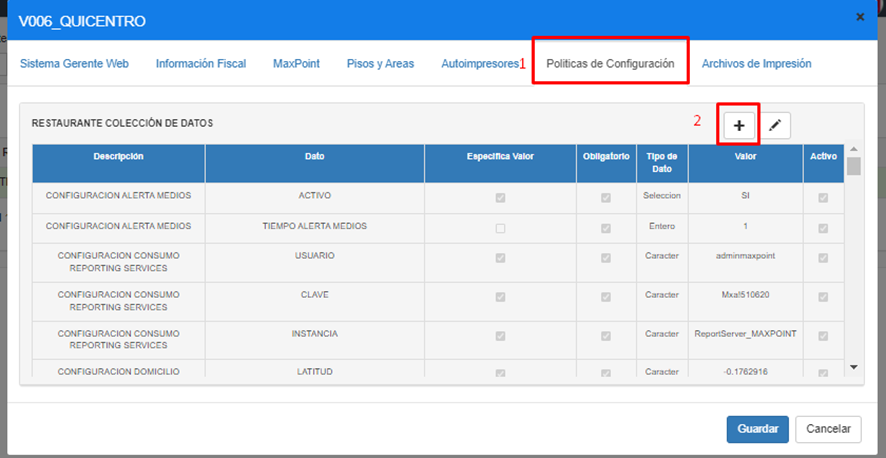 V006_QUICENTRO ×
Sistema Gerente Web Información Fiscal MaxPoint Pisos y Areas Autoimpresores 1 Politicas de Configuración Archivos de Impresión
RESTAURANTE COLECCIÓN DE DATOS 2 +
Descripción Dato Especifica Valor Obligatorio Tipo de Dato Valor Activo
CONFIGURACION ALERTA MEDIOS ACTIVO Seleccion SI
CONFIGURACION ALERTA MEDIOS TIEMPO ALERTA MEDIOS Entero 1
CONFIGURACION CONSUMO REPORTING SERVICES USUARIO Caracter adminmaxpoint
CONFIGURACION CONSUMO REPORTING SERVICES CLAVE Caracter Mxa!510620
CONFIGURACION CONSUMO REPORTING SERVICES INSTANCIA Caracter ReportServer_MAXPOINT
CONFIGURACION DOMICILIO LATITUD Caracter -0.1762916
Guardar Cancelar